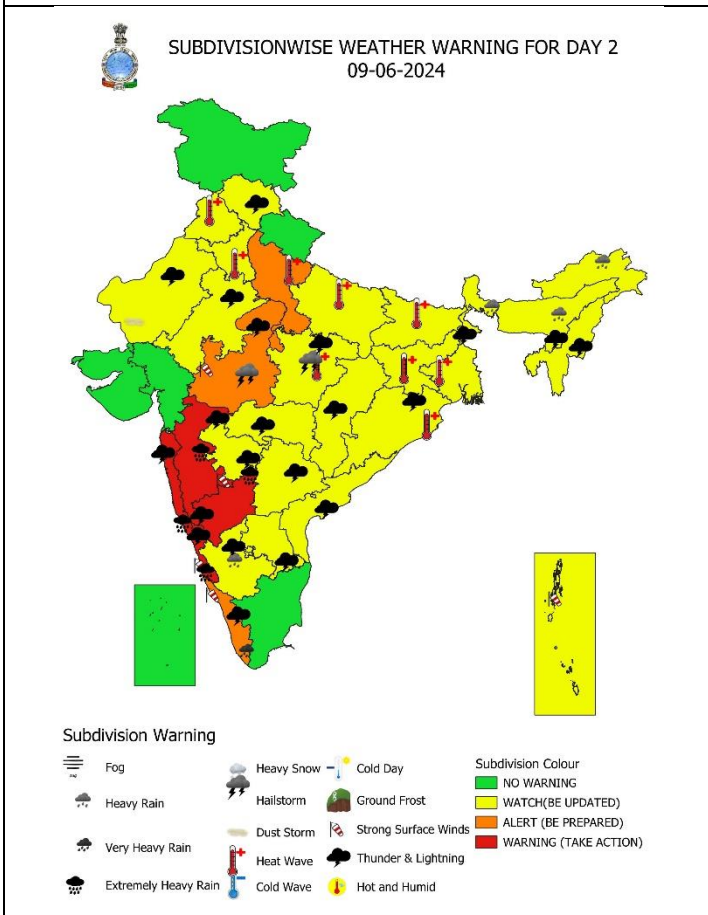 SUBDIVISIONWISE WEATHER WARNING FOR DAY 2
09-06-2024
Subdivision Warning
Fog
Heavy Rain
Very Heavy Rain
Extremely Heavy Rain
Heavy Snow
Hailstorm
Dust Storm
Heat Wave
Cold Wave
Cold Day
Ground Frost
Strong Surface Winds
Thunder & Lightning
Hot and Humid
Subdivision Colour
NO WARNING
WATCH(BE UPDATED)
ALERT (BE PREPARED)
WARNING (TAKE ACTION)